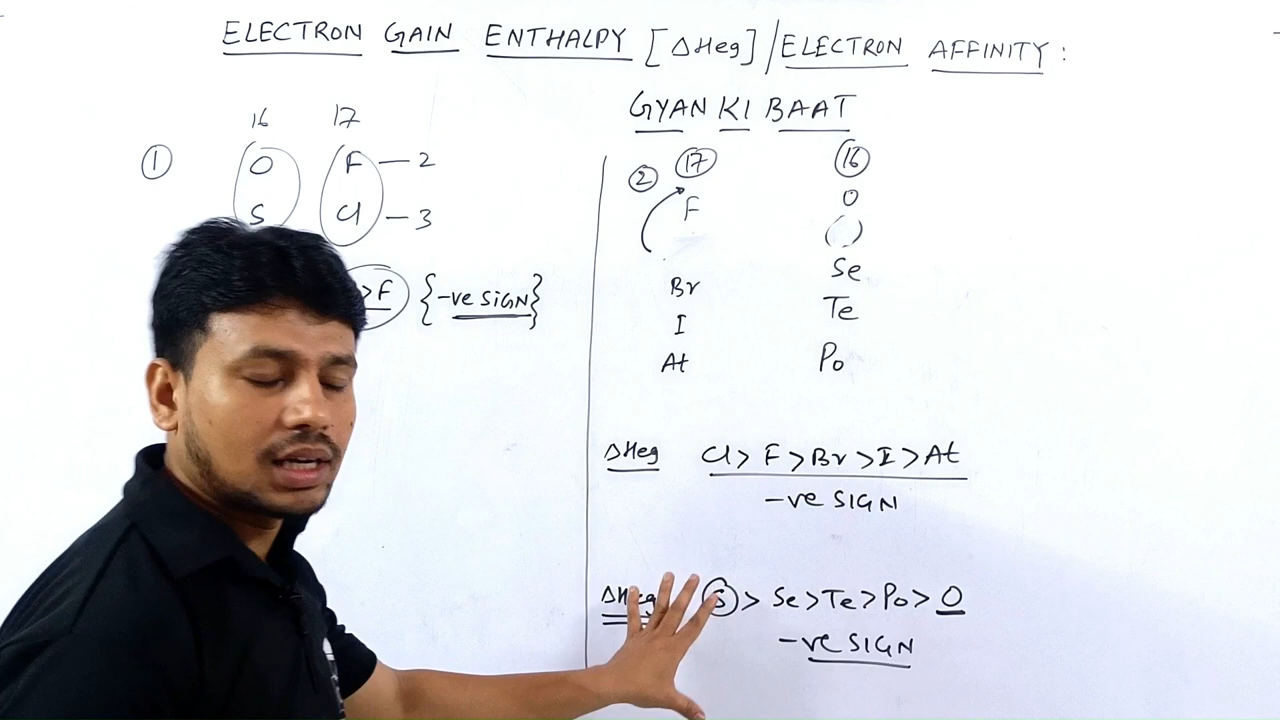 ELECTRON GAIN ENTHALPY [ΔHeg]/ELECTRON AFFINITY:
16 17
① O F — 2
S Cl — 3
>F {-ve SIGN}
GYAN KI BAAT
② 17 16
F O
( )
Br Se
I Te
At Po
ΔHeg Cl > F > Br > I > At
-ve SIGN
ΔHeg S > Se > Te > Po > O
-ve SIGN